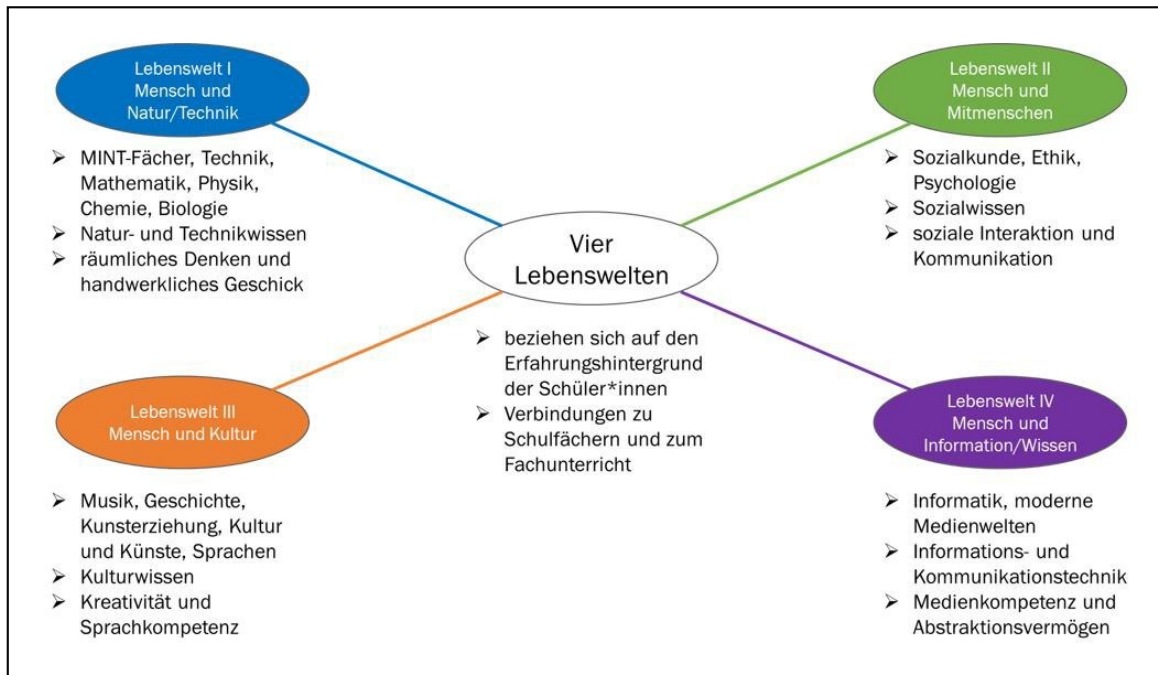 Lebenswelt I
Mensch und
Natur/Technik
➢ MINT-Fächer, Technik,
Mathematik, Physik,
Chemie, Biologie
➢ Natur- und Technikwissen
➢ räumliches Denken und
handwerkliches Geschick
Lebenswelt II
Mensch und
Mitmenschen
➢ Sozialkunde, Ethik,
Psychologie
➢ Sozialwissen
➢ soziale Interaktion und
Kommunikation
Vier
Lebenswelten
➢ beziehen sich auf den
Erfahrungshintergrund
der Schüler*innen
➢ Verbindungen zu
Schulfächern und zum
Fachunterricht
Lebenswelt III
Mensch und Kultur
➢ Musik, Geschichte,
Kunsterziehung, Kultur
und Künste, Sprachen
➢ Kulturwissen
➢ Kreativität und
Sprachkompetenz
Lebenswelt IV
Mensch und
Information/Wissen
➢ Informatik, moderne
Medienwelten
➢ Informations- und
Kommunikationstechnik
➢ Medienkompetenz und
Abstraktionsvermögen